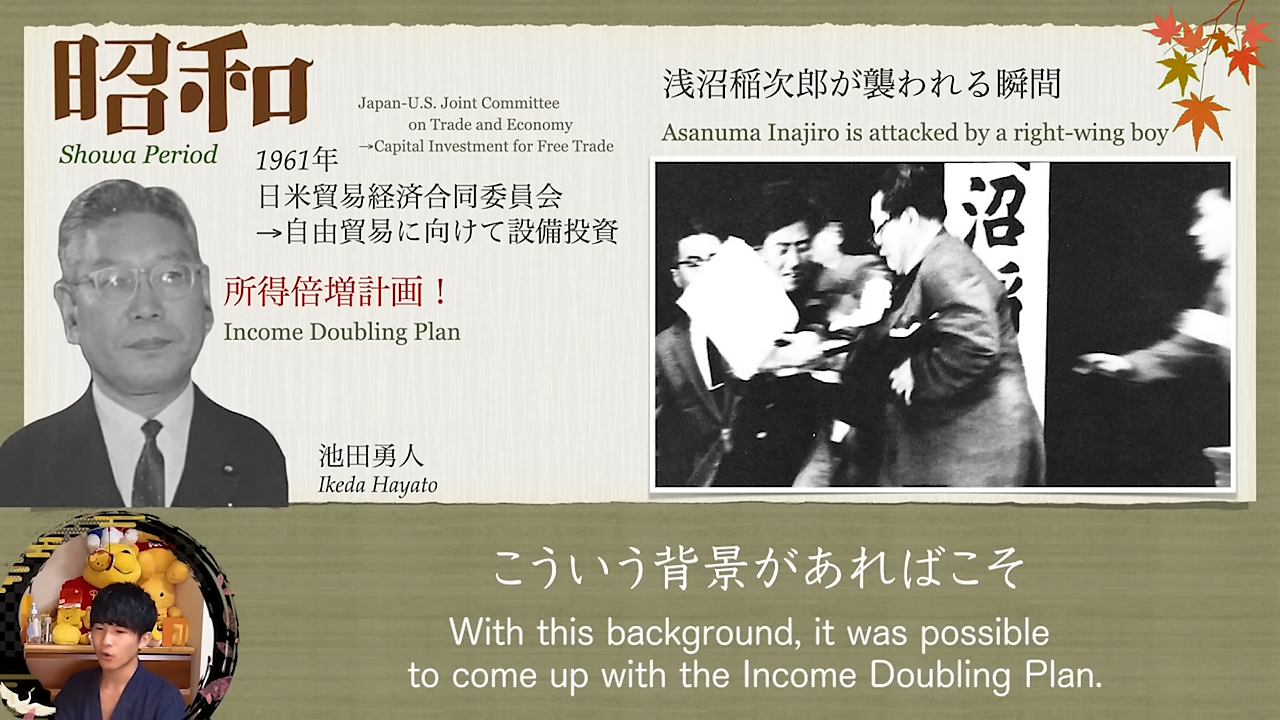 昭和
Showa Period
Japan-U.S. Joint Committee
on Trade and Economy
→Capital Investment for Free Trade
1961年
日米貿易経済合同委員会
→自由貿易に向けて設備投資
所得倍増計画！
Income Doubling Plan
池田勇人
Ikeda Hayato
浅沼稲次郎が襲われる瞬間
Asanuma Inajiro is attacked by a right-wing boy
沼
こういう背景があればこそ
With this background, it was possible
to come up with the Income Doubling Plan.